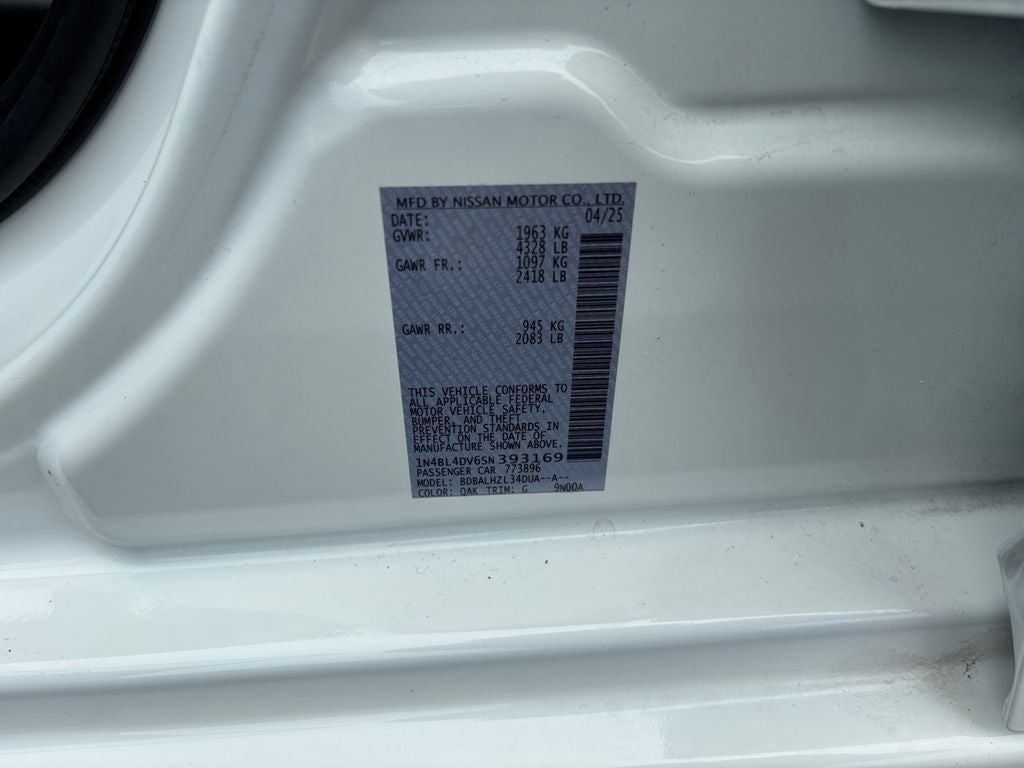 MFD BY NISSAN MOTOR CO., LTD.
DATE: 04/25
GVWR: 1963 KG
4328 LB
GAWR FR.: 1097 KG
2418 LB
GAWR RR.: 945 KG
2083 LB
THIS VEHICLE CONFORMS TO
ALL APPLICABLE FEDERAL
MOTOR VEHICLE SAFETY,
BUMPER, AND THEFT
PREVENTION STANDARDS IN
EFFECT ON THE DATE OF
MANUFACTURE SHOWN ABOVE.
1N4BL4DV6SN393169
PASSENGER CAR 773896
MODEL: BDBALHZL34DUA--A--
COLOR: QAK TRIM: G 9N00A